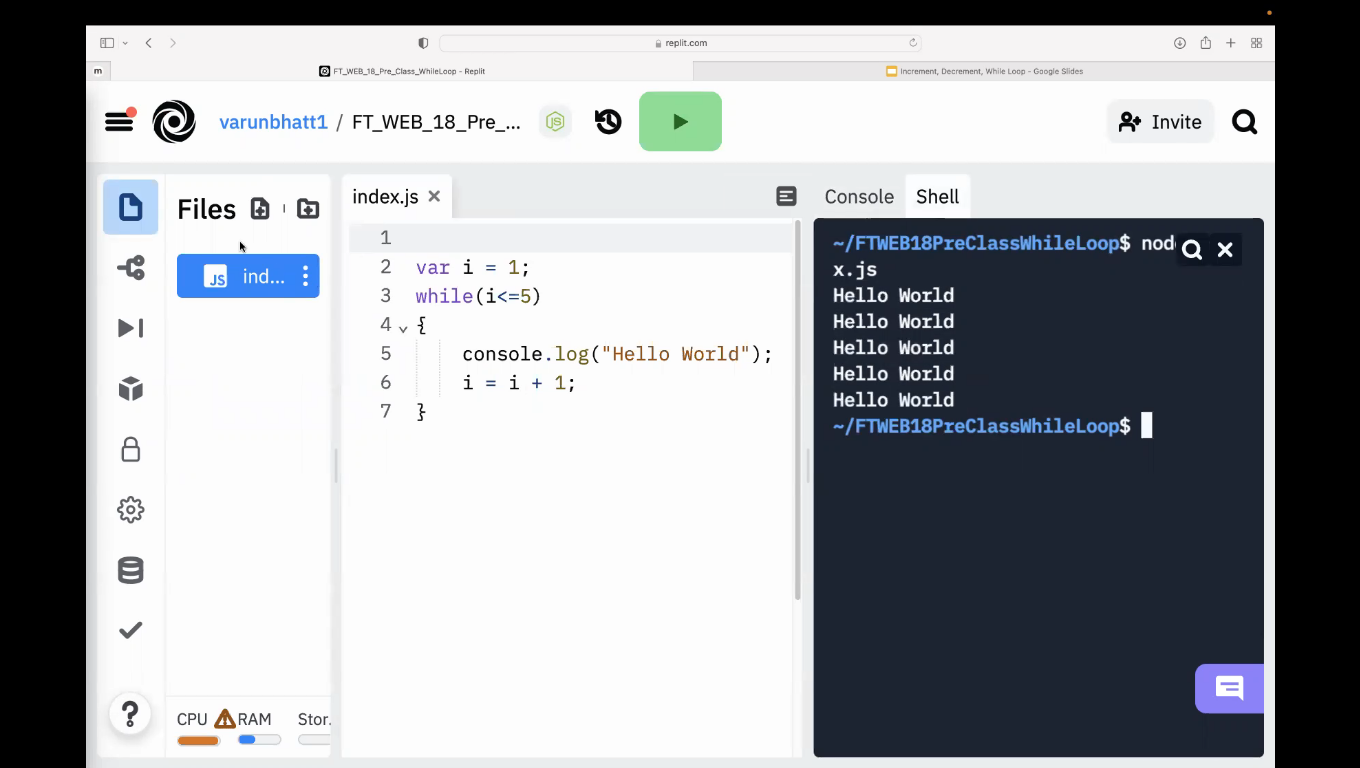 replit.com
m
FT_WEB_18_Pre_Class_WhileLoop - Replit
Increment, Decrement, While Loop - Google Slides
varunbhatt1 / FT_WEB_18_Pre_...
JS
Invite
Files
JS ind...
index.js
1
2 var i = 1;
3 while(i<=5)
4 {
5 console.log("Hello World");
6 i = i + 1;
7 }
Console
Shell
~/FTWEB18PreClassWhileLoop$ nod
x.js
Hello World
Hello World
Hello World
Hello World
Hello World
~/FTWEB18PreClassWhileLoop$
?
CPU
RAM
Stor.